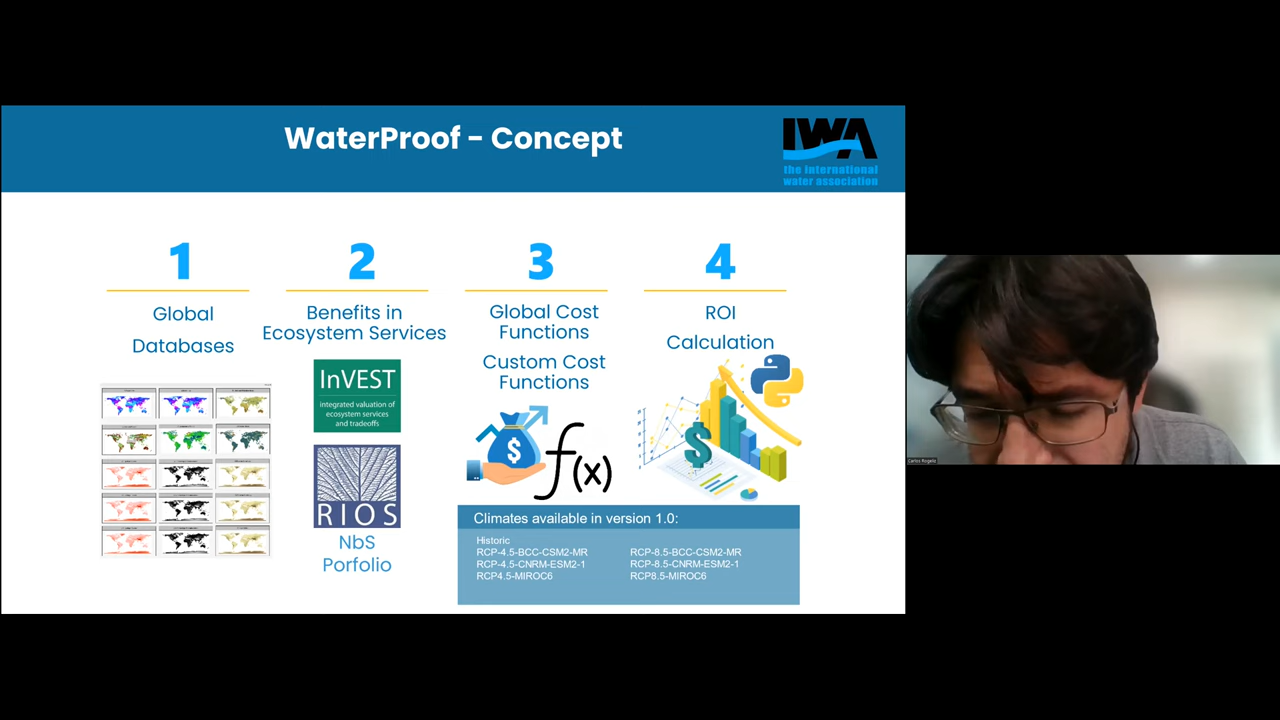 WaterProof - Concept
IWA
the international
water association
1
Global
Databases
2
Benefits in
Ecosystem Services
InVEST
integrated valuation of
ecosystem services
and tradeoffs
RIOS
NbS
Porfolio
3
Global Cost
Functions
Custom Cost
Functions
$
f(x)
4
ROI
Calculation
$
Climates available in version 1.0:
Historic
RCP-4.5-BCC-CSM2-MR
RCP-4.5-CNRM-ESM2-1
RCP4.5-MIROC6
RCP-8.5-BCC-CSM2-MR
RCP-8.5-CNRM-ESM2-1
RCP8.5-MIROC6
Carlos Rogeliz